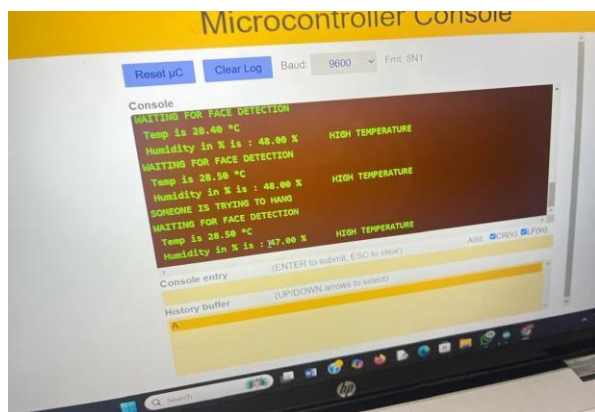 Microcontroller Console
Reset µC Clear Log Baud: 9600 Fmt: 8N1
Console
WAITING FOR FACE DETECTION
Temp is 28.40 °C
Humidity in % is : 48.00 % HIGH TEMPERATURE
WAITING FOR FACE DETECTION
Temp is 28.50 °C
Humidity in % is : 48.00 % HIGH TEMPERATURE
SOMEONE IS TRYING TO HANG
WAITING FOR FACE DETECTION
Temp is 28.50 °C
Humidity in % is : 47.00 % HIGH TEMPERATURE
Console entry (ENTER to submit, ESC to clear) Add: CR(\r) LF(\n)
History buffer (UP/DOWN arrows to select)
A
Search
hp